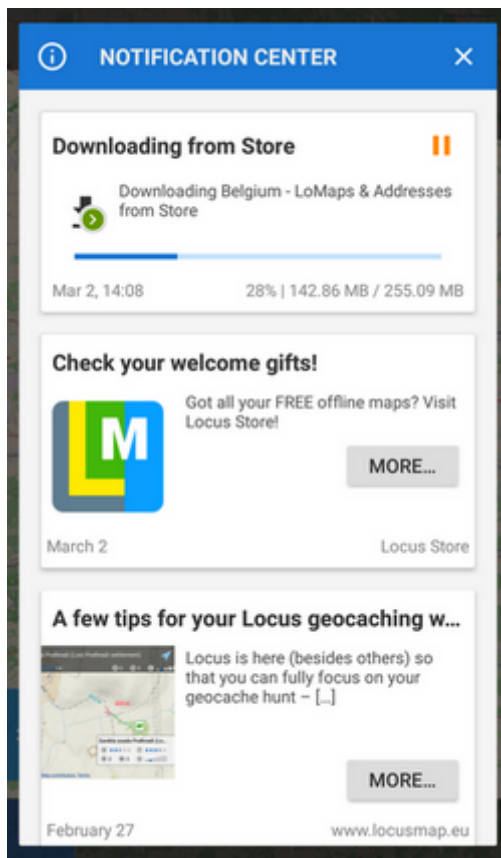 NOTIFICATION CENTER
Downloading from Store
Downloading Belgium - LoMaps & Addresses
from Store
Mar 2, 14:08
28% | 142.86 MB / 255.09 MB
Check your welcome gifts!
LM
Got all your FREE offline maps? Visit
Locus Store!
MORE...
March 2
Locus Store
A few tips for your Locus geocaching w...
Locus is here (besides others) so
that you can fully focus on your
geocache hunt – [...]
MORE...
February 27
www.locusmap.eu